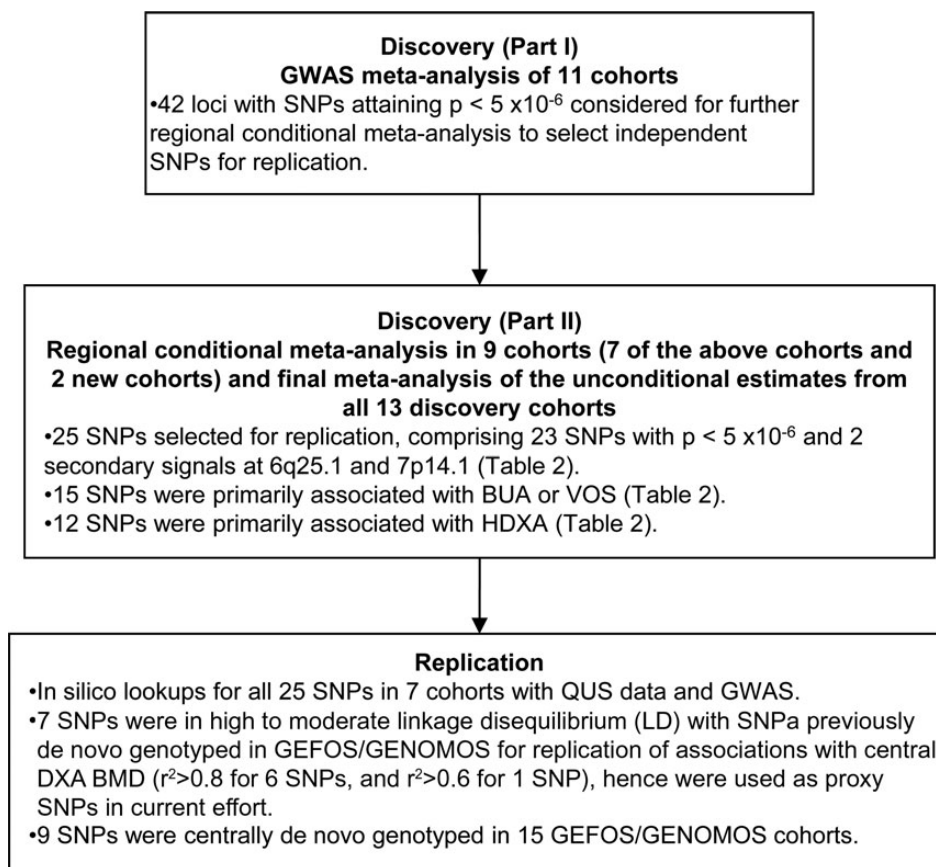 Discovery (Part I)
GWAS meta-analysis of 11 cohorts
•42 loci with SNPs attaining p < 5 x10⁻⁶ considered for further
regional conditional meta-analysis to select independent
SNPs for replication.
Discovery (Part II)
Regional conditional meta-analysis in 9 cohorts (7 of the above cohorts and
2 new cohorts) and final meta-analysis of the unconditional estimates from
all 13 discovery cohorts
•25 SNPs selected for replication, comprising 23 SNPs with p < 5 x10⁻⁶ and 2
secondary signals at 6q25.1 and 7p14.1 (Table 2).
•15 SNPs were primarily associated with BUA or VOS (Table 2).
•12 SNPs were primarily associated with HDXA (Table 2).
Replication
•In silico lookups for all 25 SNPs in 7 cohorts with QUS data and GWAS.
•7 SNPs were in high to moderate linkage disequilibrium (LD) with SNPa previously
de novo genotyped in GEFOS/GENOMOS for replication of associations with central
DXA BMD (r²>0.8 for 6 SNPs, and r²>0.6 for 1 SNP), hence were used as proxy
SNPs in current effort.
•9 SNPs were centrally de novo genotyped in 15 GEFOS/GENOMOS cohorts.